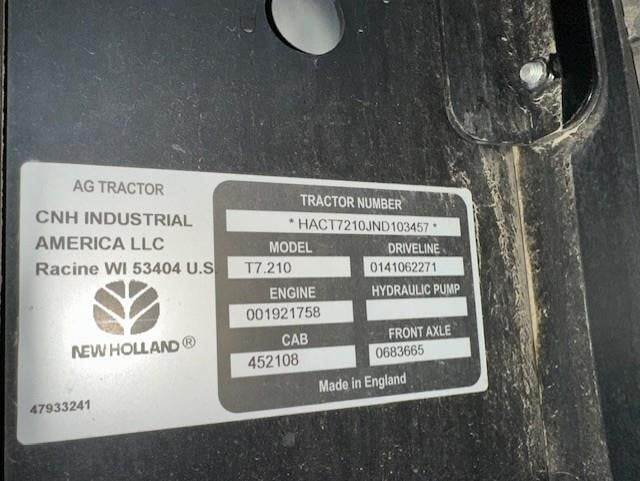 AG TRACTOR
CNH INDUSTRIAL
AMERICA LLC
Racine WI 53404 U.S
NEW HOLLAND ®
47933241
TRACTOR NUMBER
* HACT7210JND103457 *
MODEL DRIVELINE
T7.210 0141062271
ENGINE HYDRAULIC PUMP
001921758
CAB FRONT AXLE
452108 0683665
Made in England